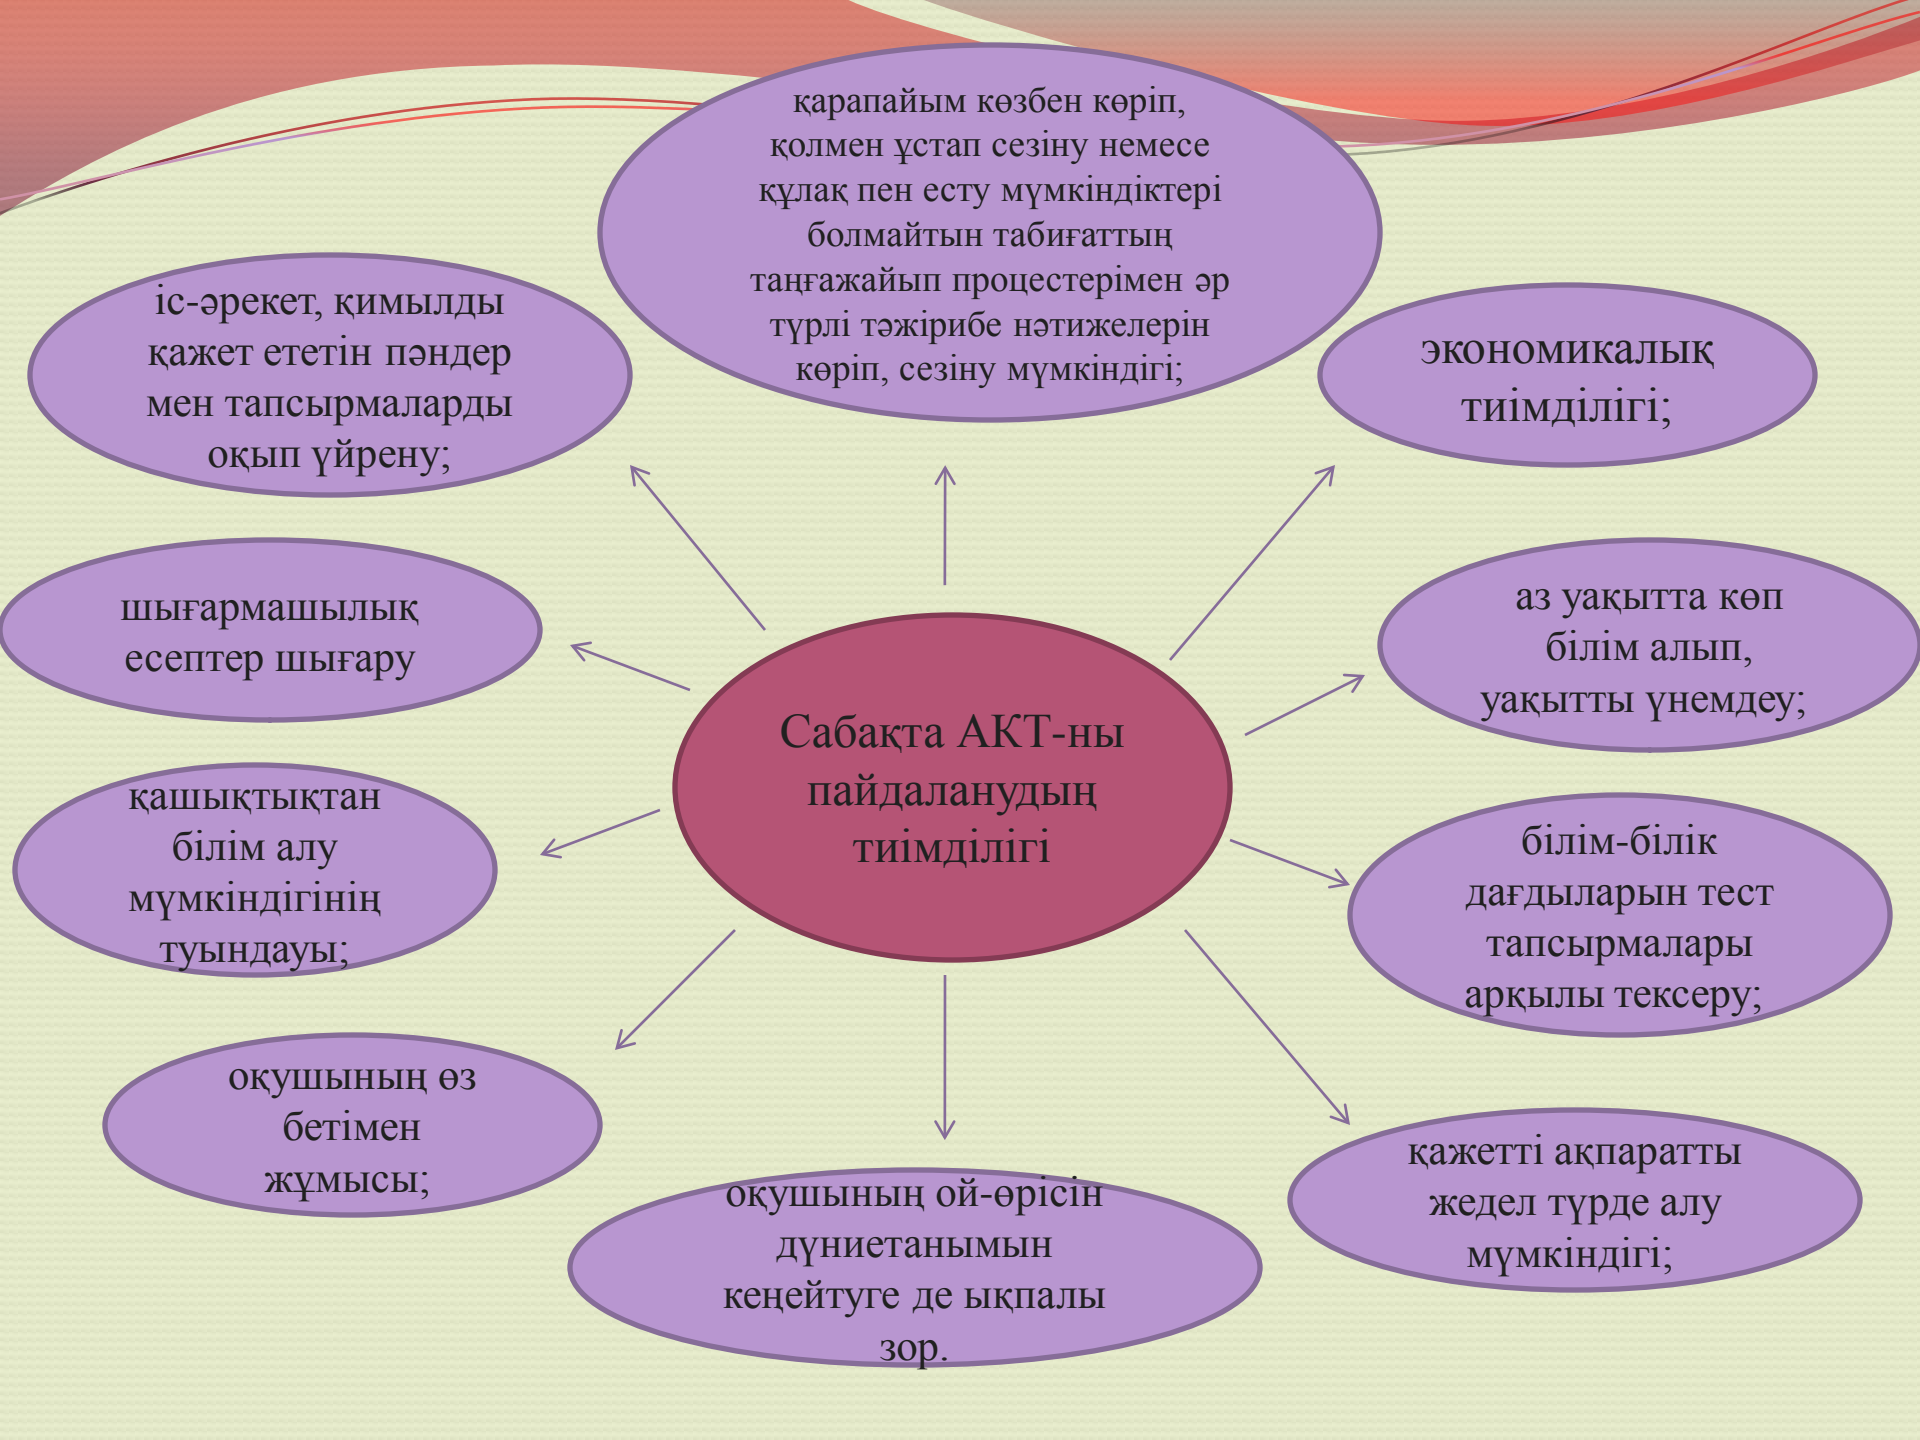 қарапайым көзбен көріп,
қолмен ұстап сезіну немесе
құлақ пен есту мүмкіндіктері
болмайтын табиғаттың
таңғажайып процестерімен әр
түрлі тәжірибе нәтижелерін
көріп, сезіну мүмкіндігі;
іс-әрекет, қимылды
қажет ететін пәндер
мен тапсырмаларды
оқып үйрену;
экономикалық
тиімділігі;
шығармашылық
есептер шығару
аз уақытта көп
білім алып,
уақытты үнемдеу;
Сабақта АКТ-ны
пайдаланудың
тиімділігі
қашықтықтан
білім алу
мүмкіндігінің
туындауы;
білім-білік
дағдыларын тест
тапсырмалары
арқылы тексеру;
оқушының өз
бетімен
жұмысы;
оқушының ой-өрісін
дүниетанымын
кеңейтуге де ықпалы
зор.
қажетті ақпаратты
жедел түрде алу
мүмкіндігі;